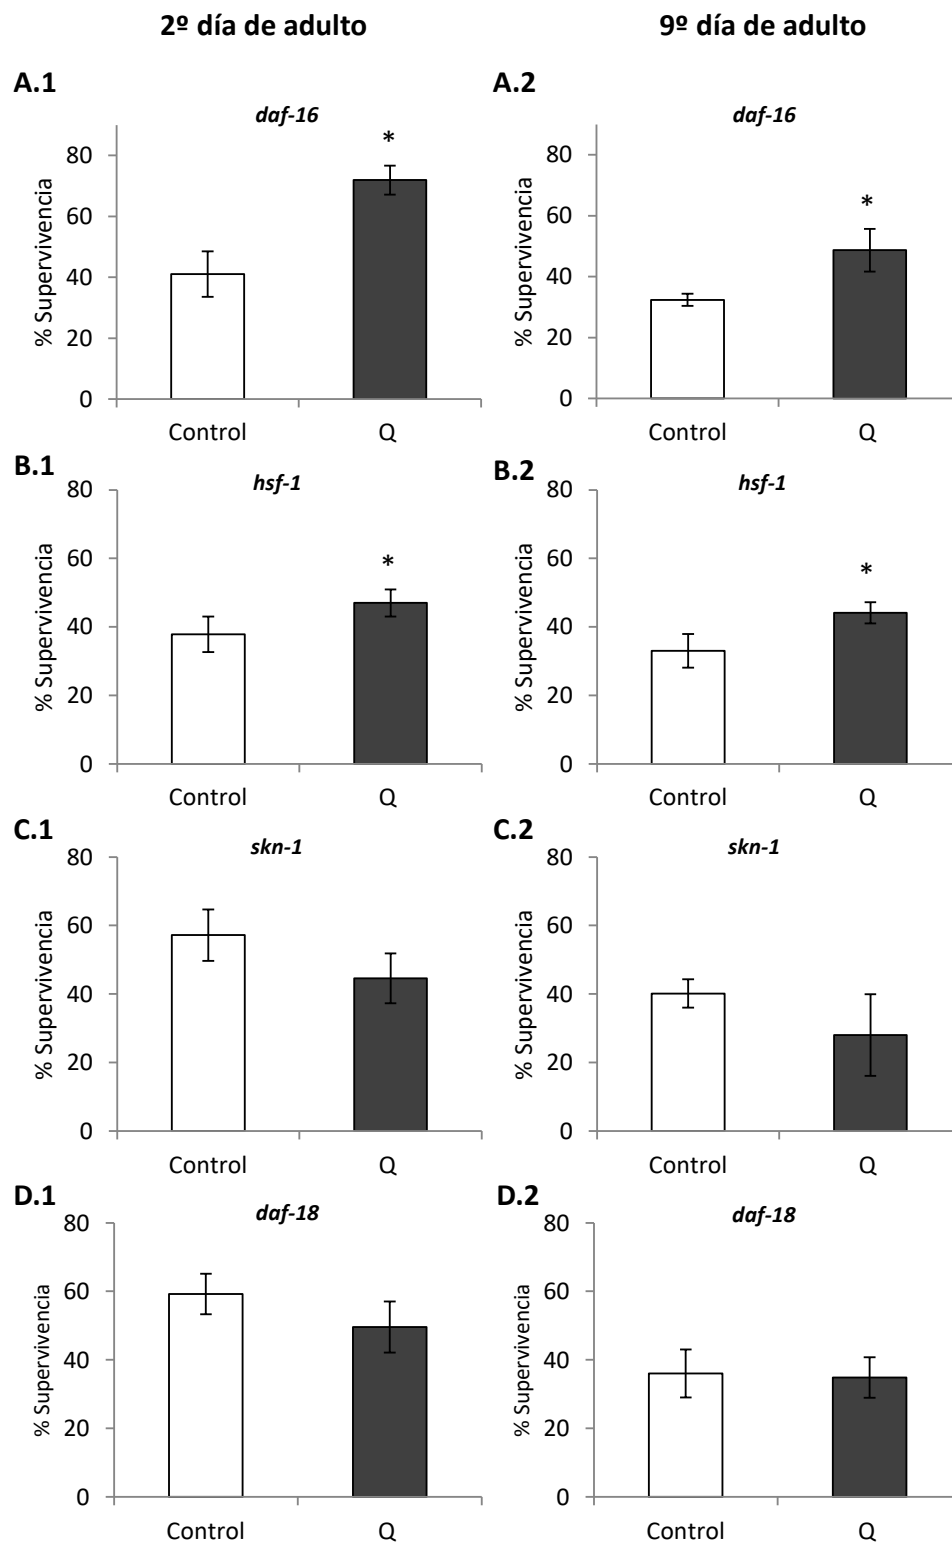 2º día de adulto
9º día de adulto
A.1
daf-16
*
% Supervivencia
80
60
40
20
0
Control
Q
A.2
daf-16
*
% Supervivencia
80
60
40
20
0
Control
Q
B.1
hsf-1
*
% Supervivencia
80
60
40
20
0
Control
Q
B.2
hsf-1
*
% Supervivencia
80
60
40
20
0
Control
Q
C.1
skn-1
% Supervivencia
80
60
40
20
0
Control
Q
C.2
skn-1
% Supervivencia
80
60
40
20
0
Control
Q
D.1
daf-18
% Supervivencia
80
60
40
20
0
Control
Q
D.2
daf-18
% Supervivencia
80
60
40
20
0
Control
Q